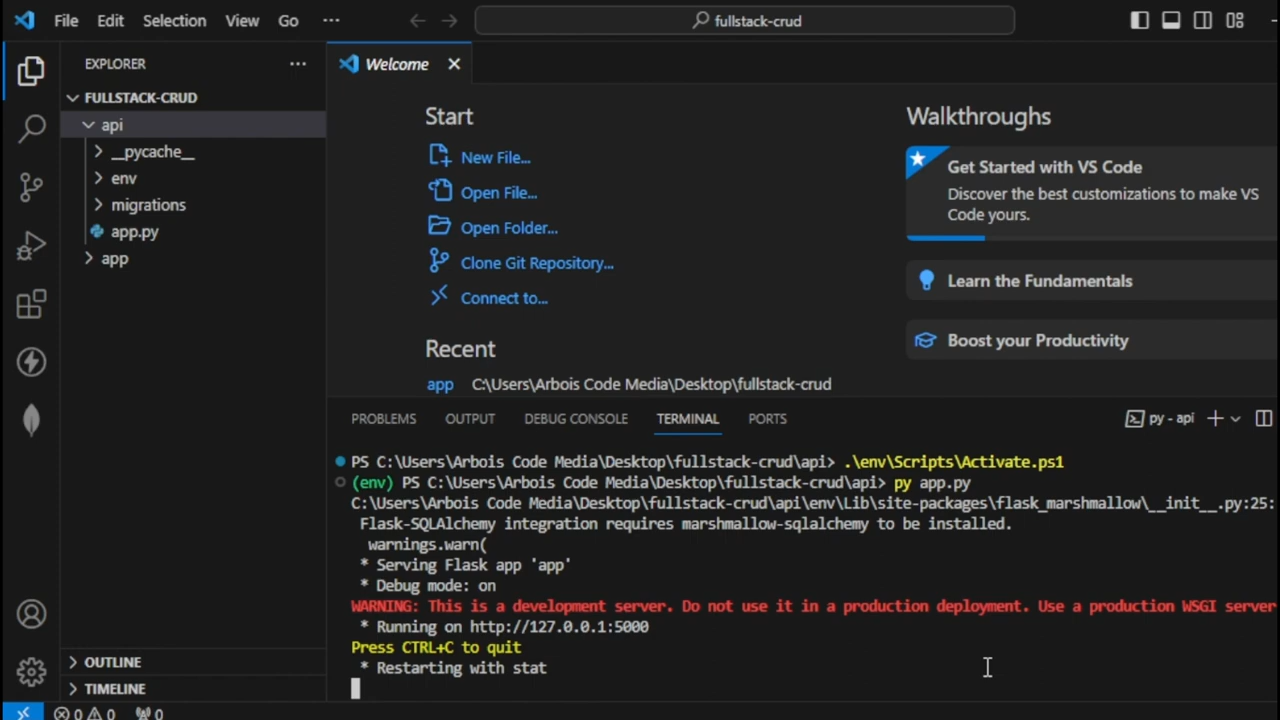 File Edit Selection View Go ···
fullstack-crud
EXPLORER ···
FULLSTACK-CRUD
api
__pycache__
env
migrations
app.py
app
OUTLINE
TIMELINE
Welcome
Start
New File...
Open File...
Open Folder...
Clone Git Repository...
Connect to...
Recent
app C:\Users\Arbois Code Media\Desktop\fullstack-crud
Walkthroughs
Get Started with VS Code
Discover the best customizations to make VS
Code yours.
Learn the Fundamentals
Boost your Productivity
PROBLEMS OUTPUT DEBUG CONSOLE TERMINAL PORTS
py - api
PS C:\Users\Arbois Code Media\Desktop\fullstack-crud\api> .\env\Scripts\Activate.ps1
(env) PS C:\Users\Arbois Code Media\Desktop\fullstack-crud\api> py app.py
C:\Users\Arbois Code Media\Desktop\fullstack-crud\api\env\Lib\site-packages\flask_marshmallow\__init__.py:25:
Flask-SQLAlchemy integration requires marshmallow-sqlalchemy to be installed.
warnings.warn(
* Serving Flask app 'app'
* Debug mode: on
WARNING: This is a development server. Do not use it in a production deployment. Use a production WSGI server
* Running on http://127.0.0.1:5000
Press CTRL+C to quit
* Restarting with stat
0 0 0